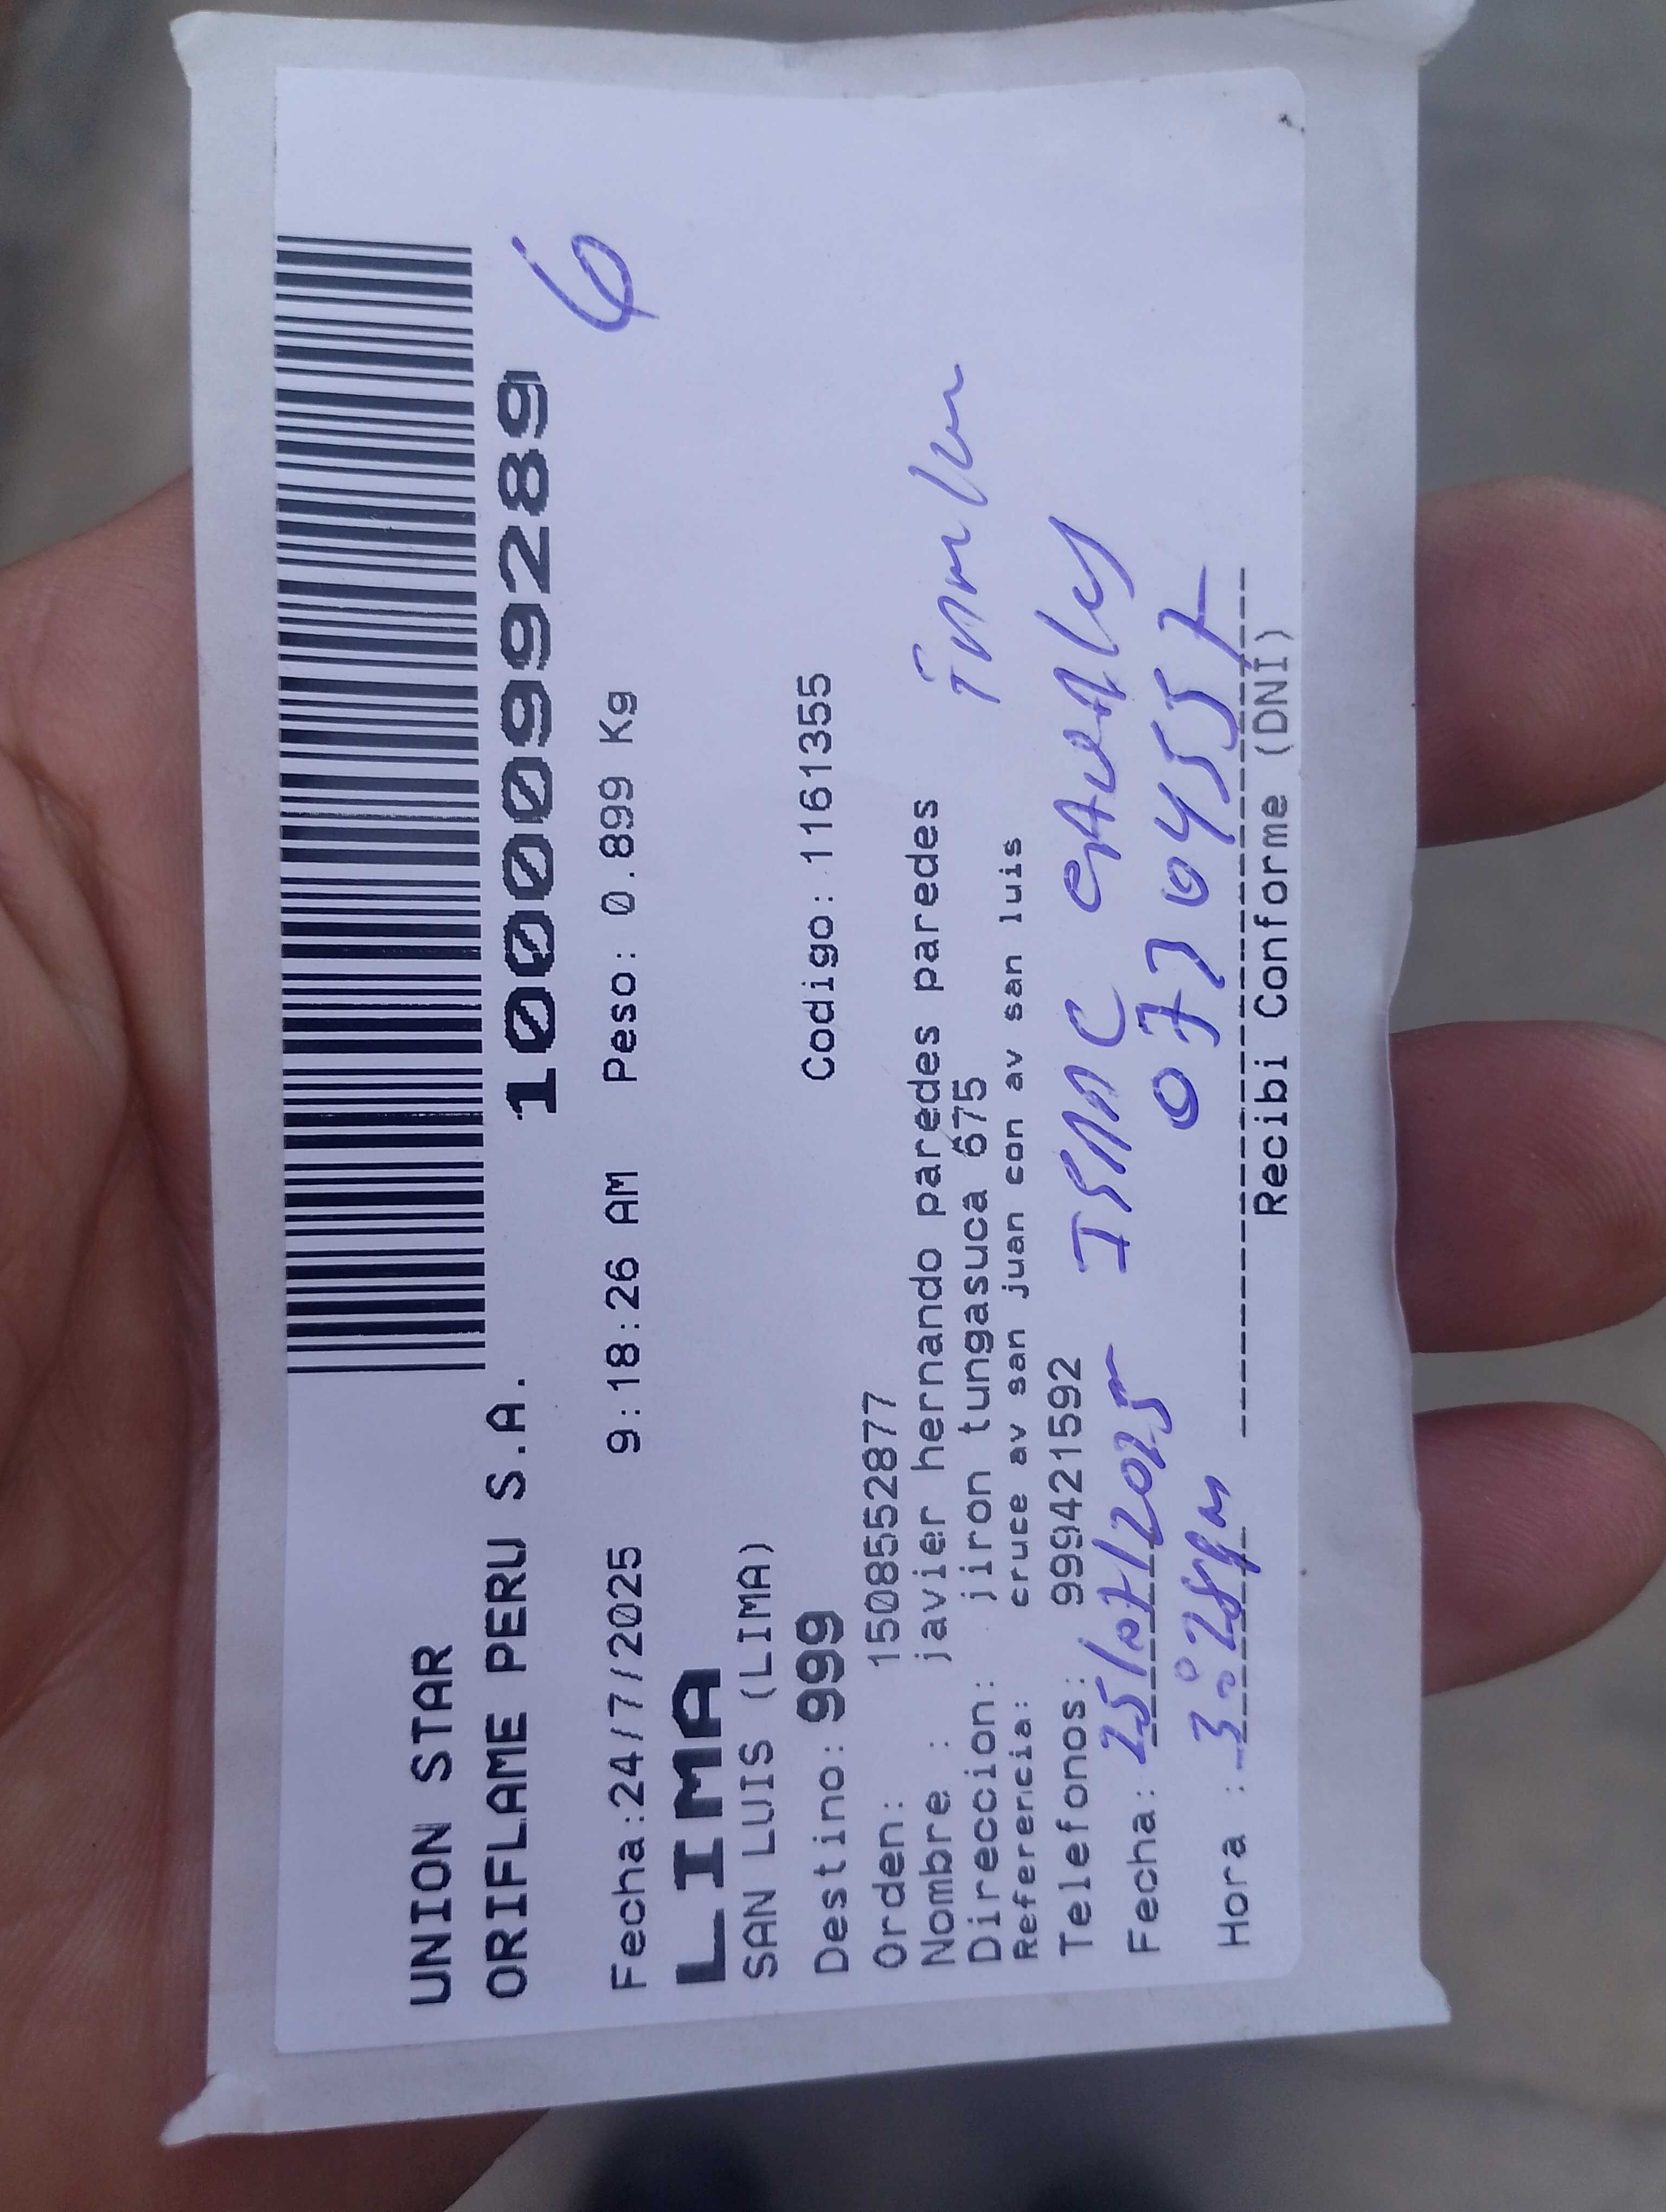 UNION STAR
ORIFLAME PERU S.A.
1000099289
6
Fecha:24/7/2025 9:18:26 AM Peso: 0.899 Kg
LIMA
SAN LUIS (LIMA)
Destino: 999 Codigo: 1161355
Orden: 1508552877
Nombre : javier hernando paredes paredes
Direccion: jiron tungasuca 675
Referencia: cruce av san juan con av san luis
Telefonos: 999421592
Fecha: 25/07/2025
Hora : 3:28pm
Recibi Conforme (DNI)